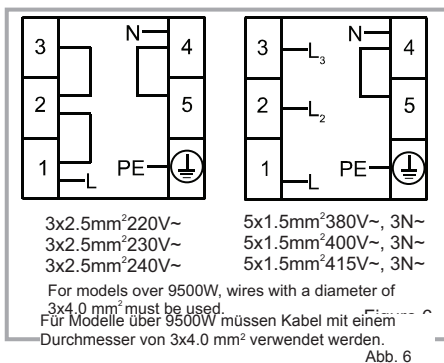 N
3 4
2 5
1 PE
L
N
3 L3 4
2 L2 5
1 PE
L
3x2.5mm²220V~
3x2.5mm²230V~
3x2.5mm²240V~
5x1.5mm²380V~, 3N~
5x1.5mm²400V~, 3N~
5x1.5mm²415V~, 3N~
For models over 9500W, wires with a diameter of
3x4.0 mm² must be used.
Für Modelle über 9500W müssen Kabel mit einem
Durchmesser von 3x4.0 mm² verwendet werden.
Abb. 6